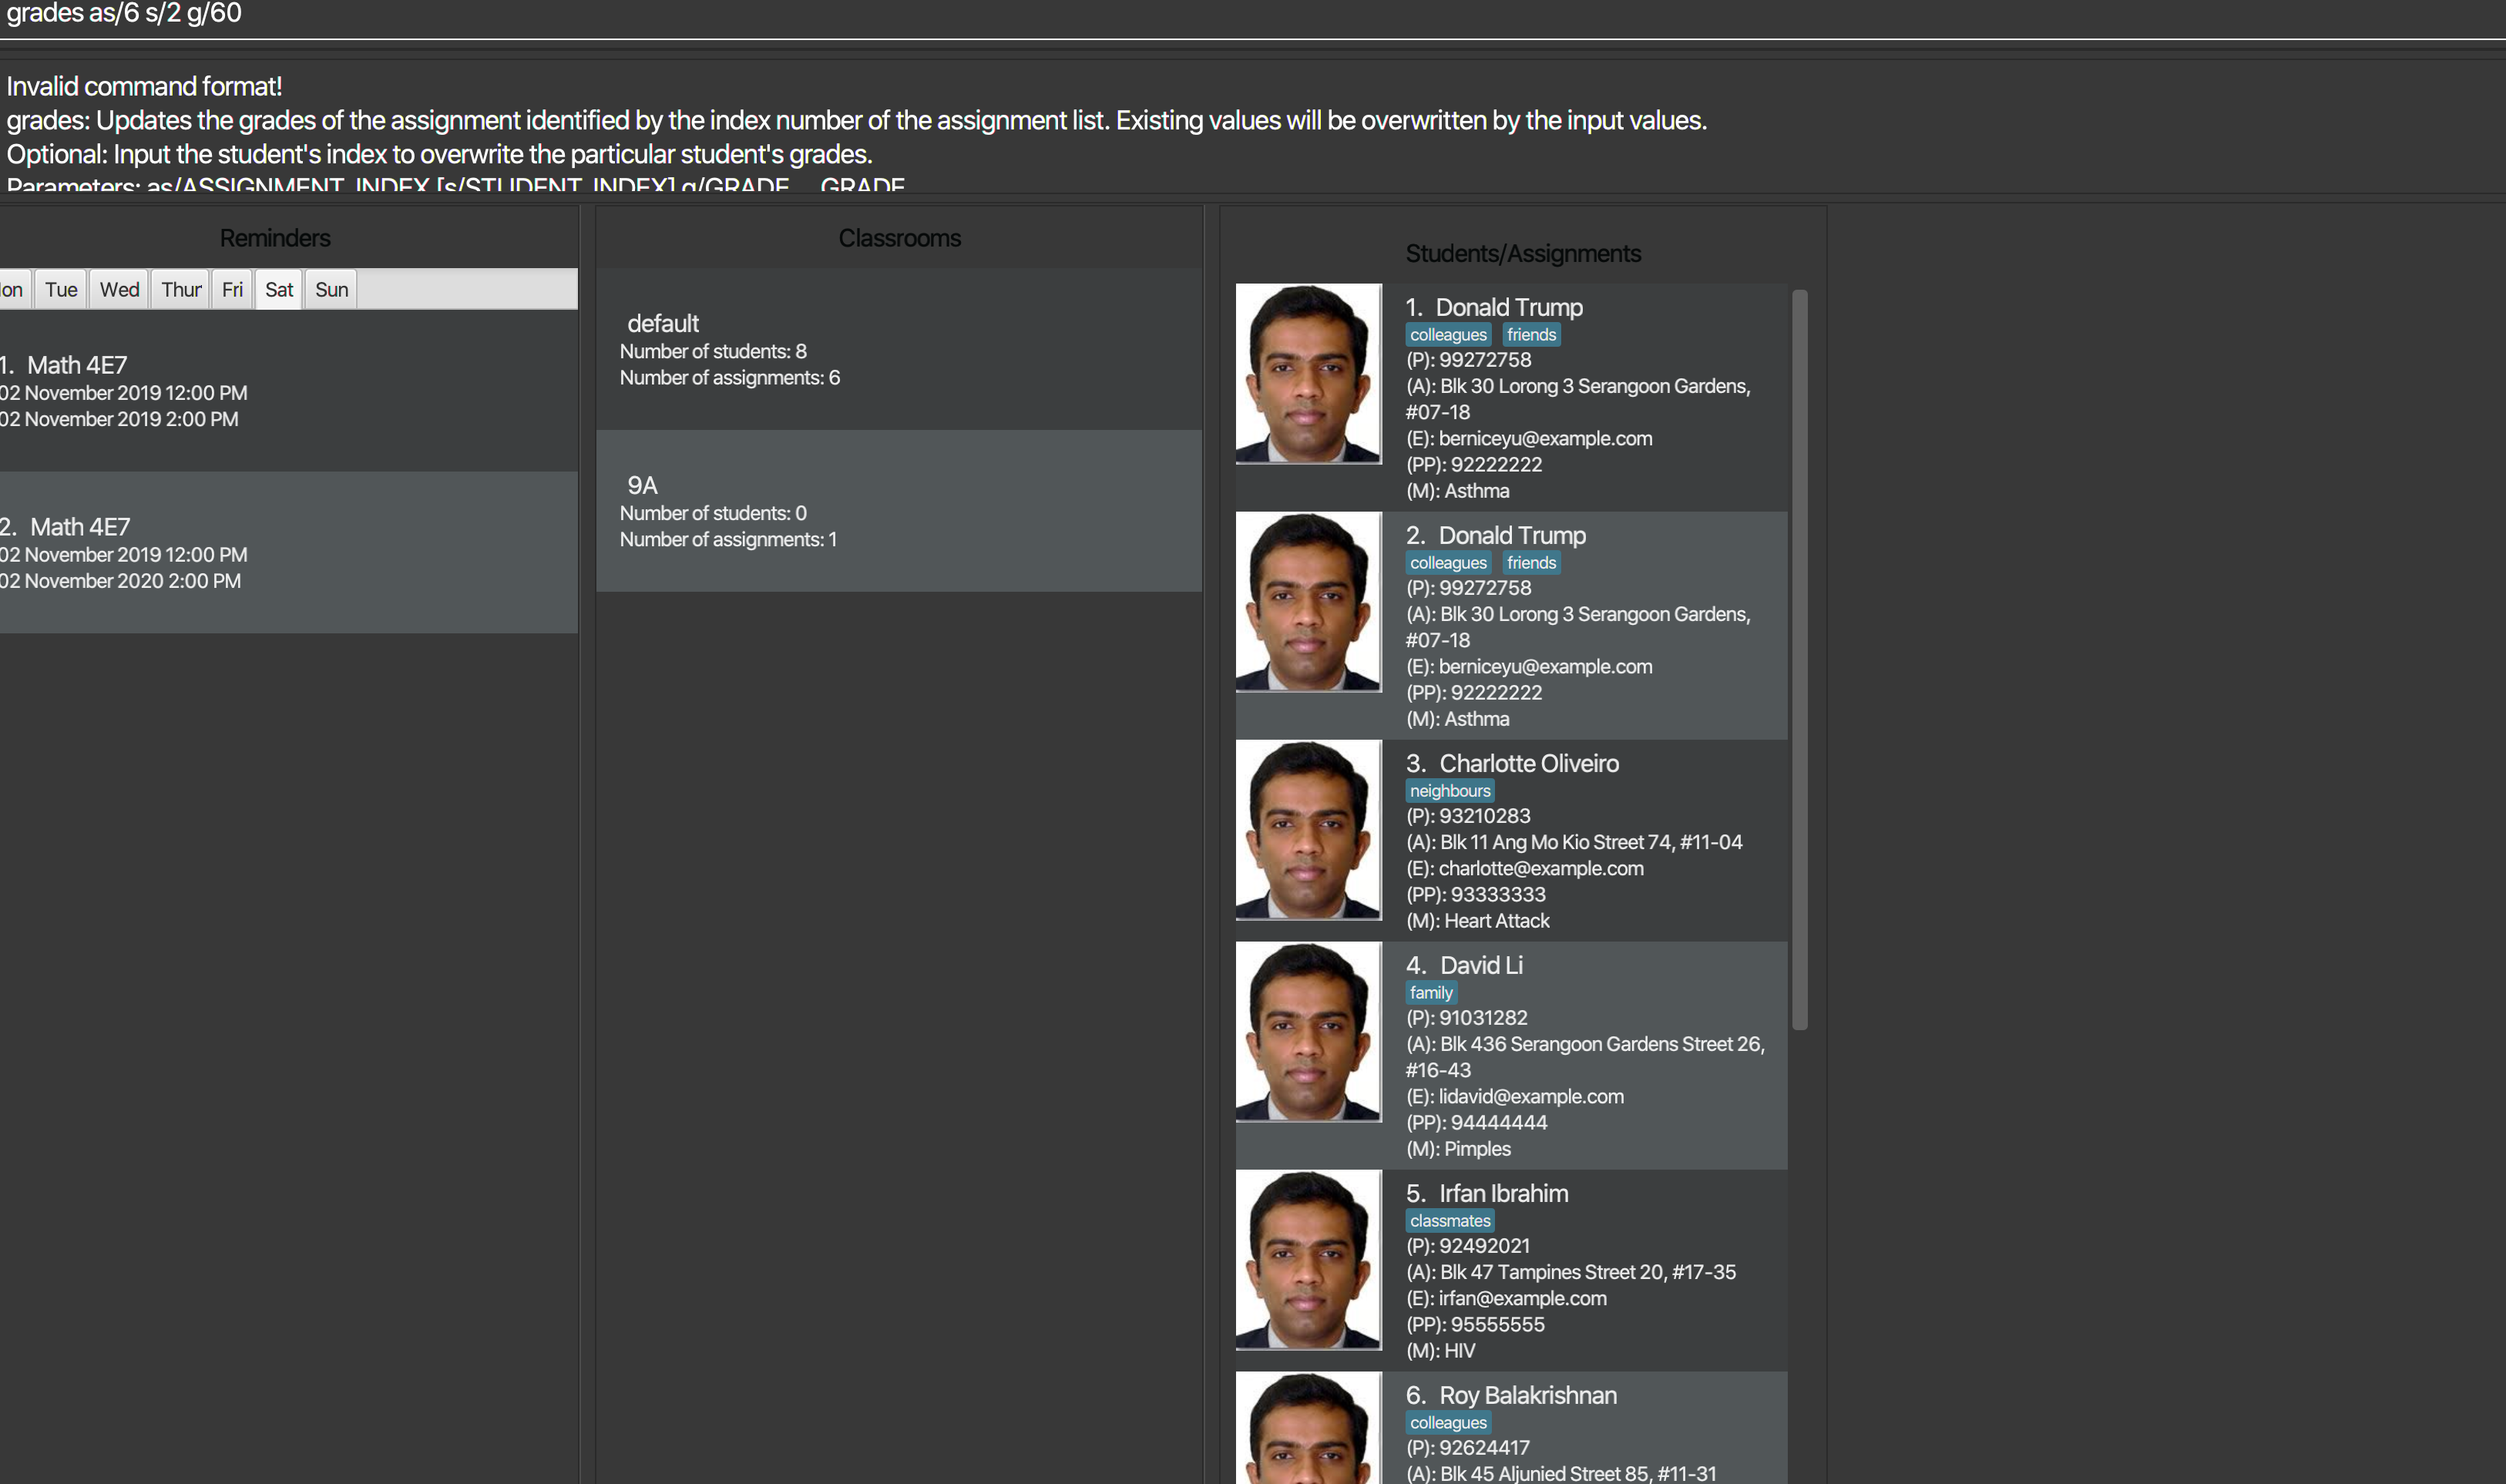 grades as/6 s/2 g/60
Invalid command format!
grades: Updates the grades of the assignment identified by the index number of the assignment list. Existing values will be overwritten by the input values.
Optional: Input the student's index to overwrite the particular student's grades.
Parameters: as/ASSIGNMENT_INDEX [s/STUDENT_INDEX] g/GRADE ... GRADE
Reminders
on Tue Wed Thur Fri Sat Sun
1. Math 4E7
02 November 2019 12:00 PM
02 November 2019 2:00 PM
2. Math 4E7
02 November 2019 12:00 PM
02 November 2020 2:00 PM
Classrooms
default
Number of students: 8
Number of assignments: 6
9A
Number of students: 0
Number of assignments: 1
Students/Assignments
1. Donald Trump
colleagues friends
(P): 99272758
(A): Blk 30 Lorong 3 Serangoon Gardens,
#07-18
(E): berniceyu@example.com
(PP): 92222222
(M): Asthma
2. Donald Trump
colleagues friends
(P): 99272758
(A): Blk 30 Lorong 3 Serangoon Gardens,
#07-18
(E): berniceyu@example.com
(PP): 92222222
(M): Asthma
3. Charlotte Oliveiro
neighbours
(P): 93210283
(A): Blk 11 Ang Mo Kio Street 74, #11-04
(E): charlotte@example.com
(PP): 93333333
(M): Heart Attack
4. David Li
family
(P): 91031282
(A): Blk 436 Serangoon Gardens Street 26,
#16-43
(E): lidavid@example.com
(PP): 94444444
(M): Pimples
5. Irfan Ibrahim
classmates
(P): 92492021
(A): Blk 47 Tampines Street 20, #17-35
(E): irfan@example.com
(PP): 95555555
(M): HIV
6. Roy Balakrishnan
colleagues
(P): 92624417
(A): Blk 45 Aljunied Street 85, #11-31